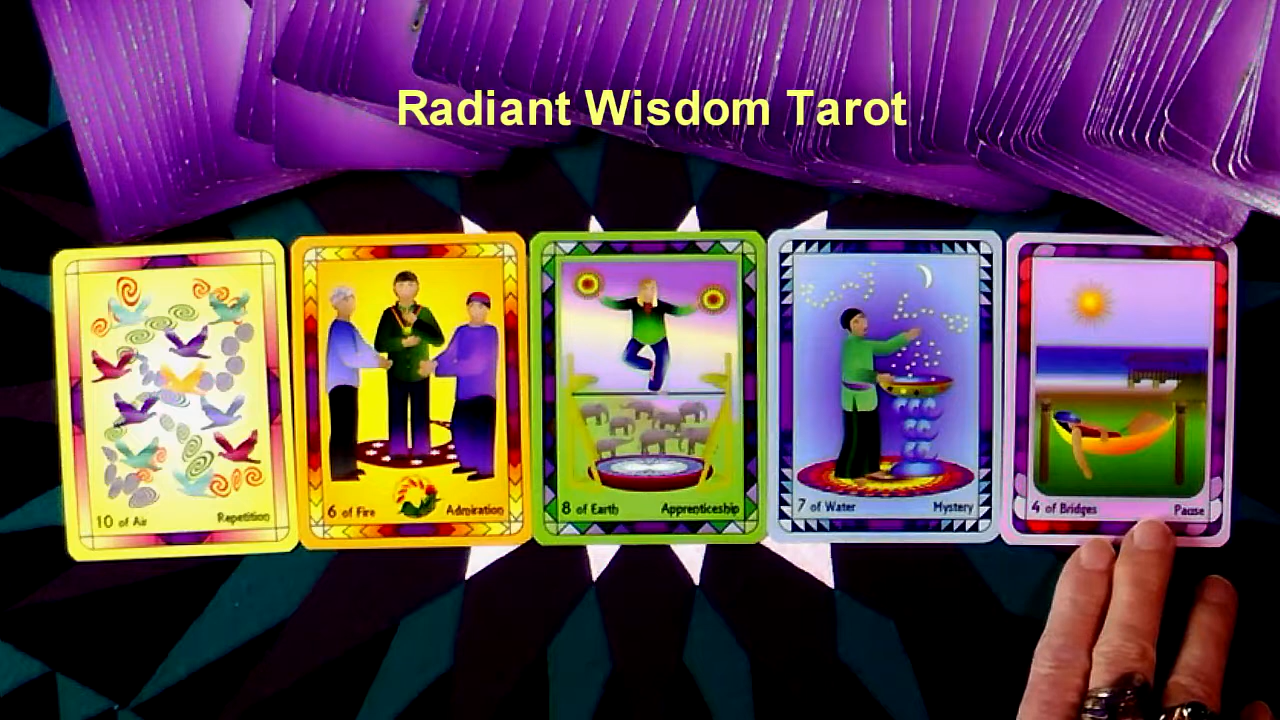 Radiant Wisdom Tarot
10 of Air Repetition
6 of Fire Admiration
8 of Earth Apprenticeship
7 of Water Mystery
4 of Bridges Pause